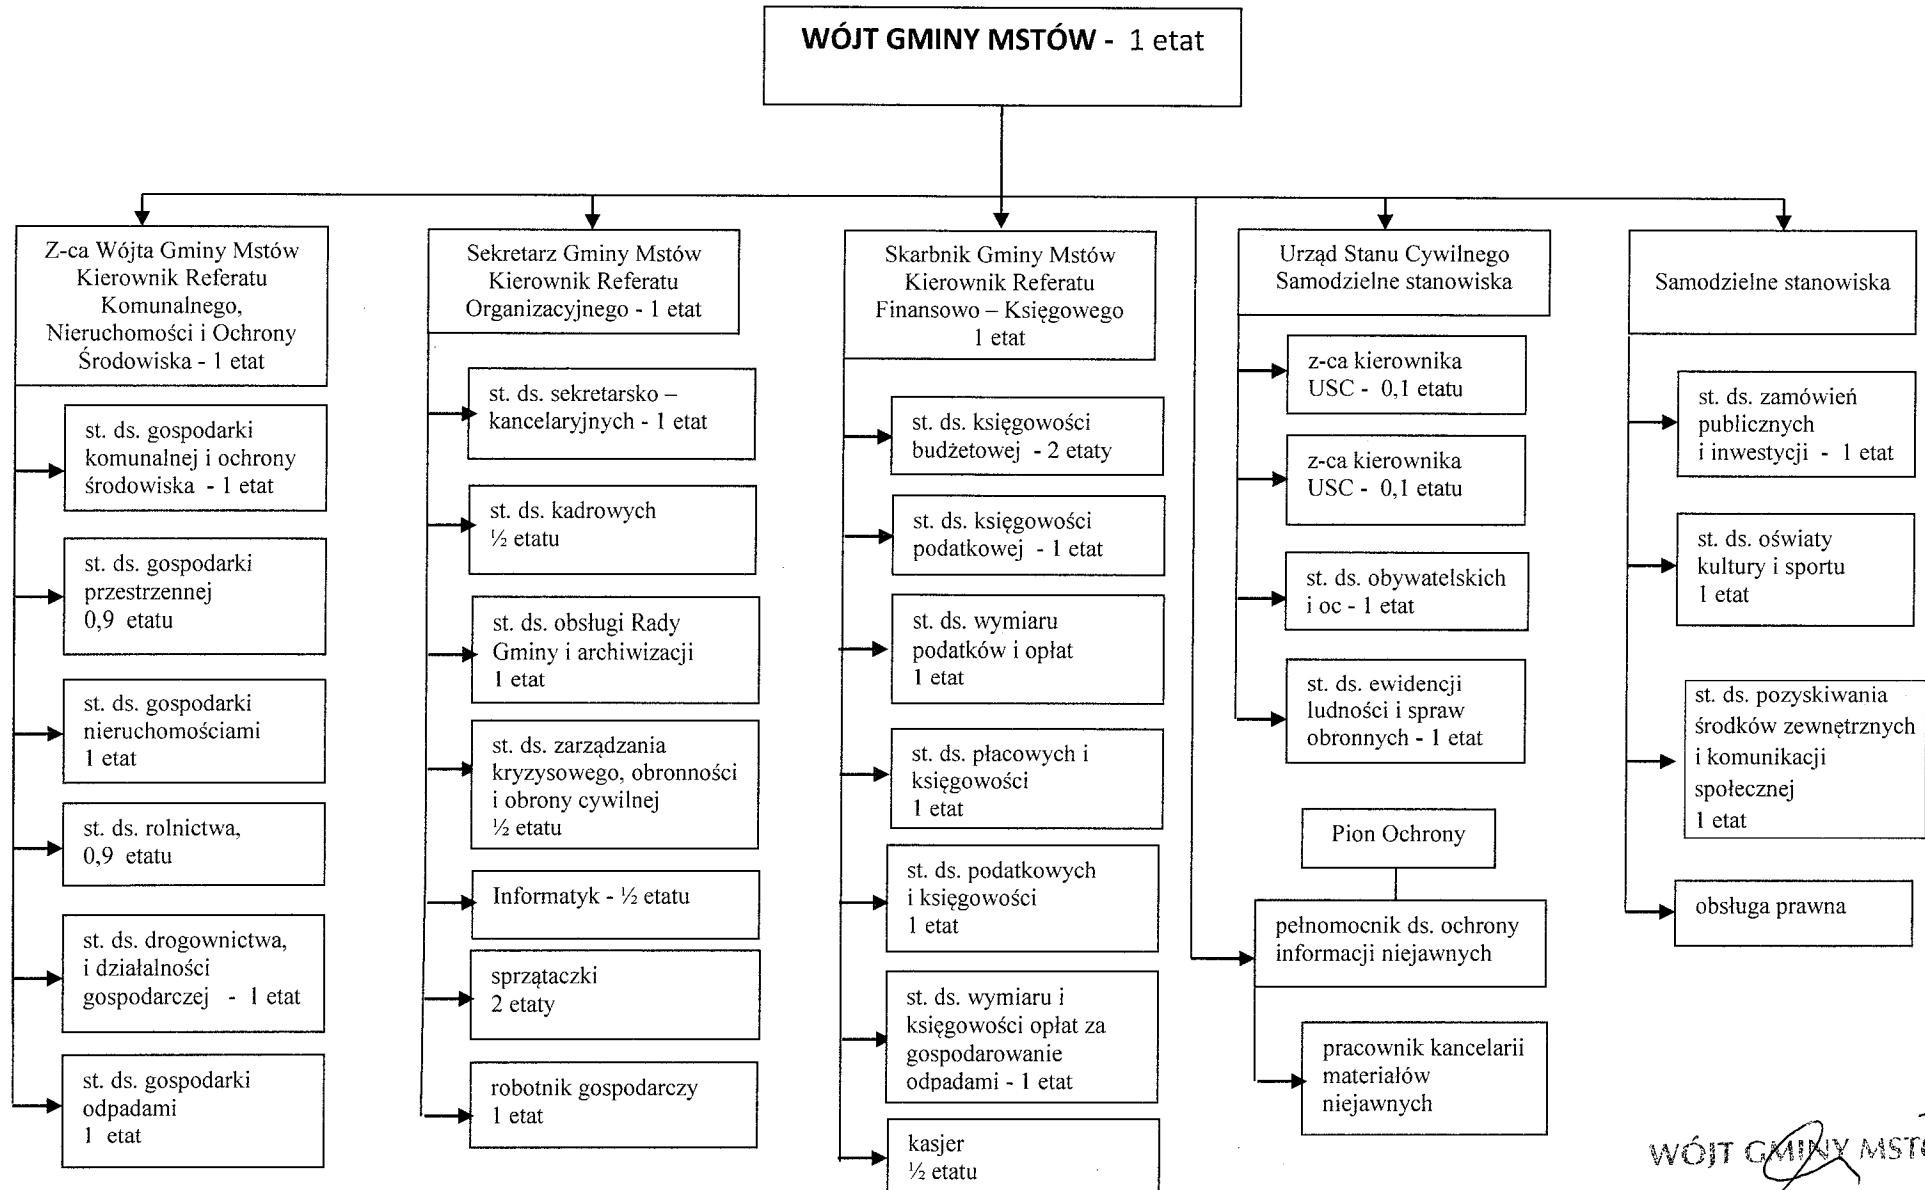 WÓJT GMINY MSTÓW - 1 etat
Z-ca Wójta Gminy Mstów
Kierownik Referatu
Komunalnego,
Nieruchomości i Ochrony
Środowiska - 1 etat
st. ds. gospodarki
komunalnej i ochrony
środowiska - 1 etat
st. ds. gospodarki
przestrzennej
0,9 etatu
st. ds. gospodarki
nieruchomościami
1 etat
st. ds. rolnictwa,
0,9 etatu
st. ds. drogownictwa,
i działalności
gospodarczej - 1 etat
st. ds. gospodarki
odpadami
1 etat
Sekretarz Gminy Mstów
Kierownik Referatu
Organizacyjnego - 1 etat
st. ds. sekretarsko –
kancelaryjnych - 1 etat
st. ds. kadrowych
½ etatu
st. ds. obsługi Rady
Gminy i archiwizacji
1 etat
st. ds. zarządzania
kryzysowego, obronności
i obrony cywilnej
½ etatu
Informatyk - ½ etatu
sprzątaczki
2 etaty
robotnik gospodarczy
1 etat
Skarbnik Gminy Mstów
Kierownik Referatu
Finansowo – Księgowego
1 etat
st. ds. księgowości
budżetowej - 2 etaty
st. ds. księgowości
podatkowej - 1 etat
st. ds. wymiaru
podatków i opłat
1 etat
st. ds. płacowych i
księgowości
1 etat
st. ds. podatkowych
i księgowości
1 etat
st. ds. wymiaru i
księgowości opłat za
gospodarowanie
odpadami - 1 etat
kasjer
½ etatu
Urząd Stanu Cywilnego
Samodzielne stanowiska
z-ca kierownika
USC - 0,1 etatu
z-ca kierownika
USC - 0,1 etatu
st. ds. obywatelskich
i oc - 1 etat
st. ds. ewidencji
ludności i spraw
obronnych - 1 etat
Pion Ochrony
pełnomocnik ds. ochrony
informacji niejawnych
pracownik kancelarii
materiałów
niejawnych
Samodzielne stanowiska
st. ds. zamówień
publicznych
i inwestycji - 1 etat
st. ds. oświaty
kultury i sportu
1 etat
st. ds. pozyskiwania
środków zewnętrznych
i komunikacji
społecznej
1 etat
obsługa prawna
WÓJT GMINY MSTÓ